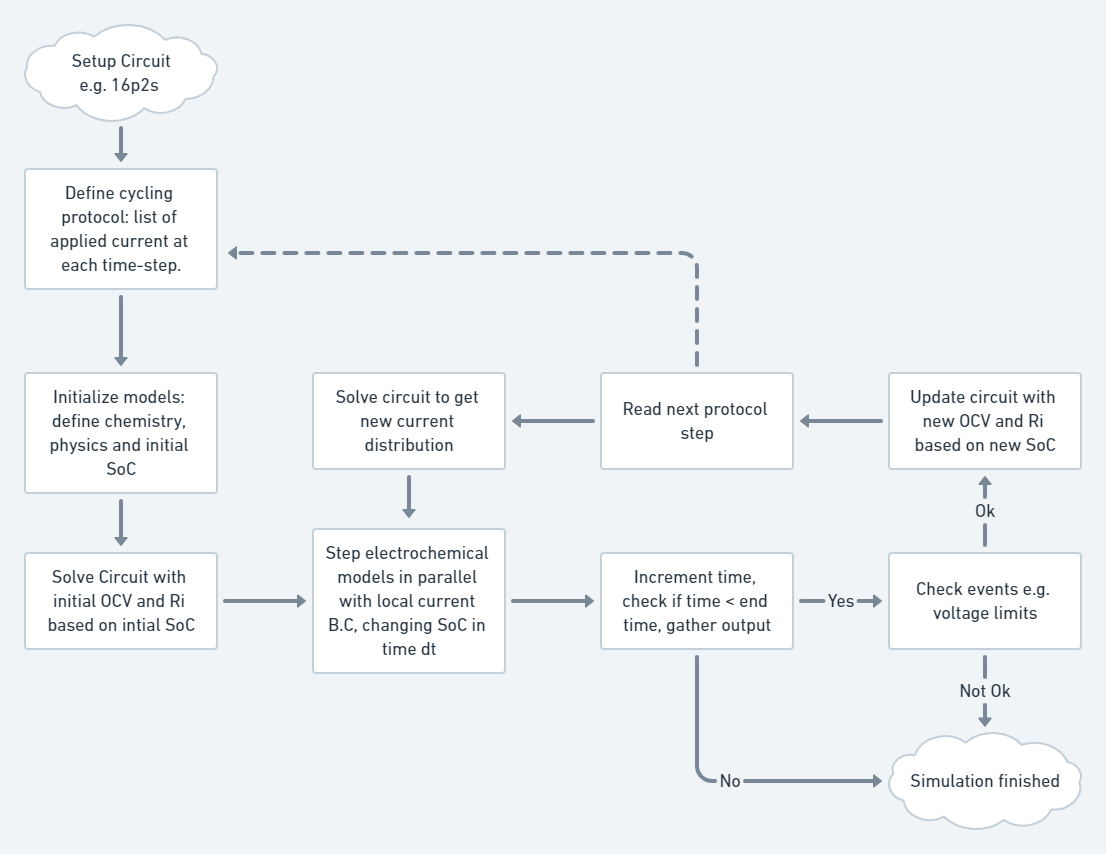 Setup Circuit
e.g. 16p2s
Define cycling
protocol: list of
applied current at
each time-step.
Initialize models:
define chemistry,
physics and initial
SoC
Solve circuit to get
new current
distribution
Read next protocol
step
Update circuit with
new OCV and Ri
based on new SoC
Ok
Solve Circuit with
initial OCV and Ri
based on intial SoC
Step electrochemical
models in parallel
with local current
B.C, changing SoC in
time dt
Increment time,
check if time < end
time, gather output
Yes
Check events e.g.
voltage limits
Not Ok
No
Simulation finished